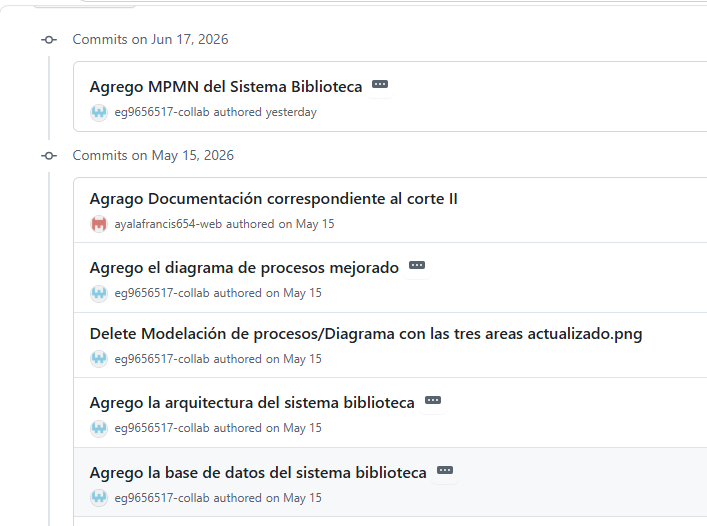 Commits on Jun 17, 2026
Agrego MPMN del Sistema Biblioteca
eg9656517-collab authored yesterday
Commits on May 15, 2026
Agrago Documentación correspondiente al corte II
ayalafrancis654-web authored on May 15
Agrego el diagrama de procesos mejorado
eg9656517-collab authored on May 15
Delete Modelación de procesos/Diagrama con las tres areas actualizado.png
eg9656517-collab authored on May 15
Agrego la arquitectura del sistema biblioteca
eg9656517-collab authored on May 15
Agrego la base de datos del sistema biblioteca
eg9656517-collab authored on May 15